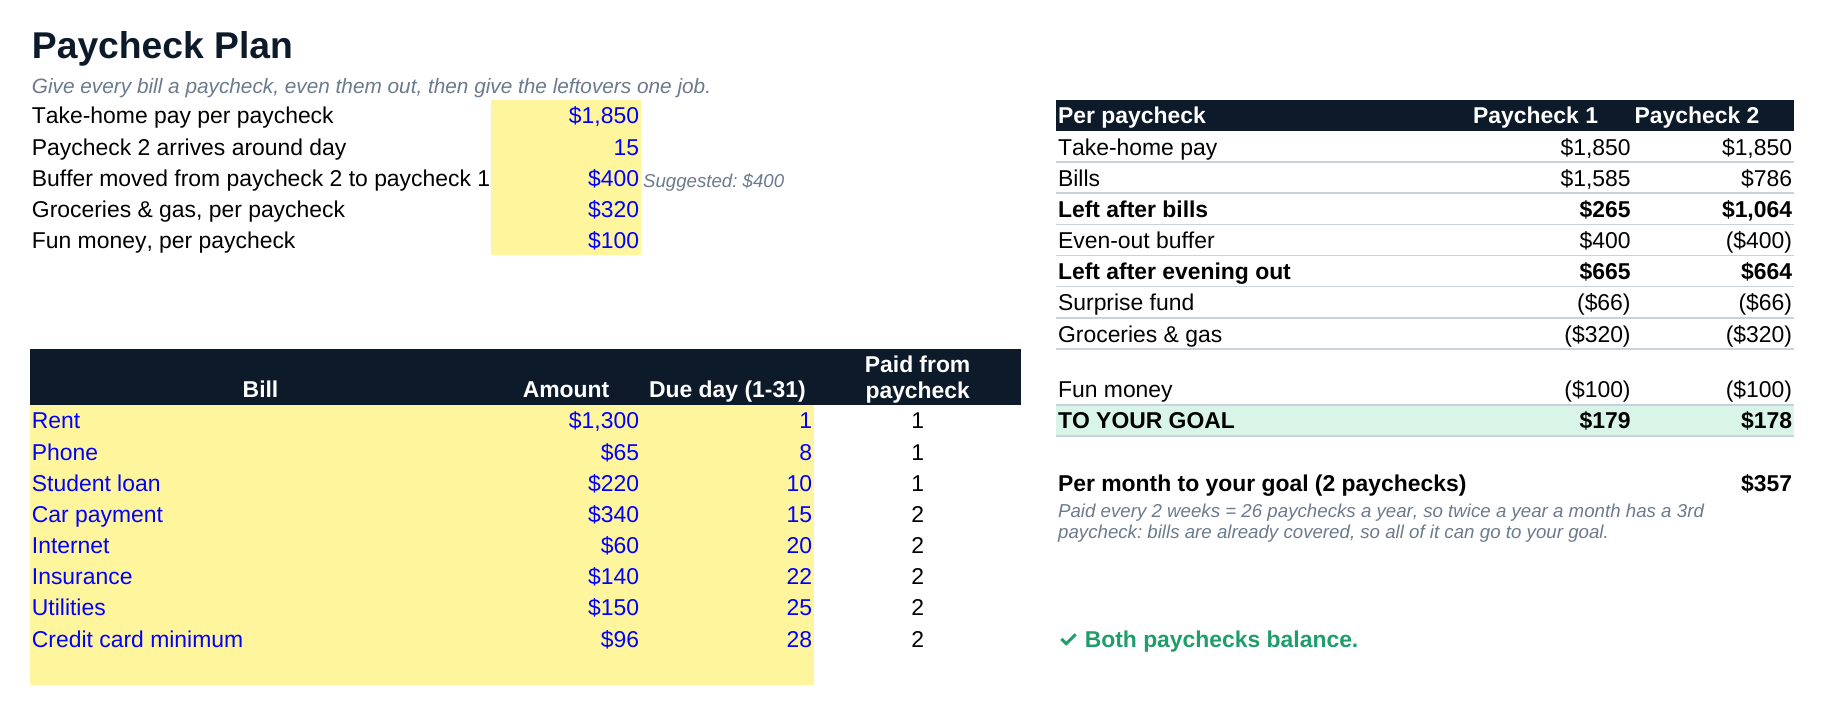 Paycheck Plan
Give every bill a paycheck, even them out, then give the leftovers one job.
Take-home pay per paycheck $1,850
Paycheck 2 arrives around day 15
Buffer moved from paycheck 2 to paycheck 1 $400 Suggested: $400
Groceries & gas, per paycheck $320
Fun money, per paycheck $100
Bill Amount Due day (1-31) Paid from paycheck
Rent $1,300 1 1
Phone $65 8 1
Student loan $220 10 1
Car payment $340 15 2
Internet $60 20 2
Insurance $140 22 2
Utilities $150 25 2
Credit card minimum $96 28 2
Per paycheck Paycheck 1 Paycheck 2
Take-home pay $1,850 $1,850
Bills $1,585 $786
Left after bills $265 $1,064
Even-out buffer $400 ($400)
Left after evening out $665 $664
Surprise fund ($66) ($66)
Groceries & gas ($320) ($320)
Fun money ($100) ($100)
TO YOUR GOAL $179 $178
Per month to your goal (2 paychecks) $357
Paid every 2 weeks = 26 paychecks a year, so twice a year a month has a 3rd
paycheck: bills are already covered, so all of it can go to your goal.
✓ Both paychecks balance.